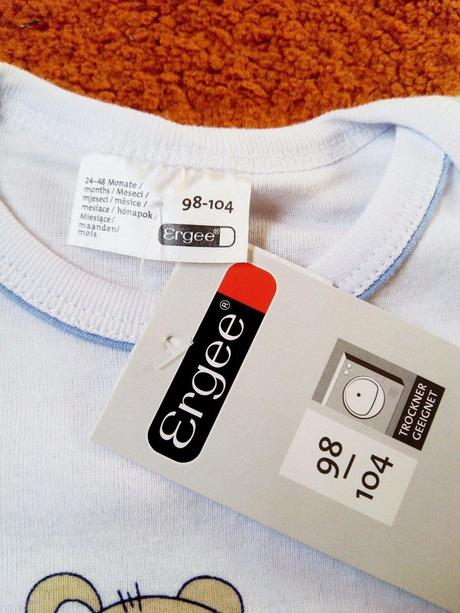 24-48 Monate/
months/ Meseci/
mjeseci/ měsíce/
mesiace/ hónapok/
Miesiące/
maanden/
mois
98-104
Ergee®
Ergee®
TROCKNER
GEEIGNET
98/104